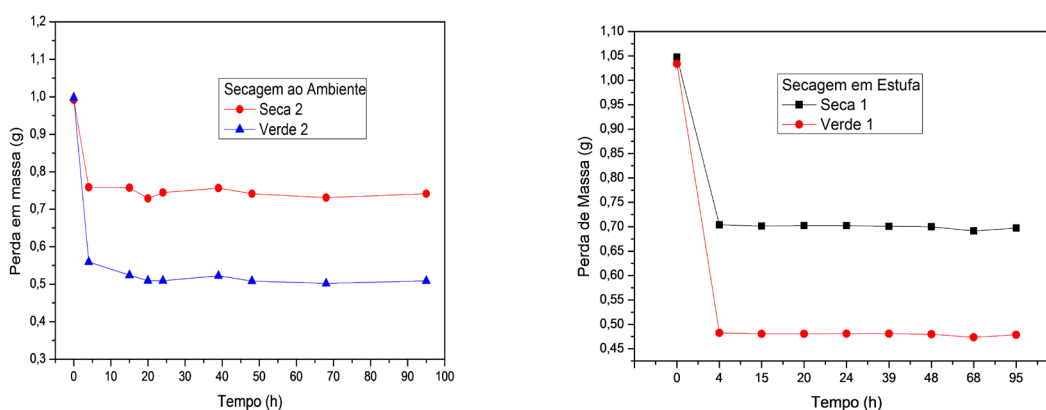 1,2
1,1
1,0
0,9
0,8
0,7
0,6
0,5
0,4
0,3
Perda em massa (g)
Secagem ao Ambiente
Seca 2
Verde 2
0 10 20 30 40 50 60 70 80 90 100
Tempo (h)
1,10
1,05
1,00
0,95
0,90
0,85
0,80
0,75
0,70
0,65
0,60
0,55
0,50
0,45
Perda de Massa (g)
Secagem em Estufa
Seca 1
Verde 1
0 4 15 20 24 39 48 68 95
Tempo (h)